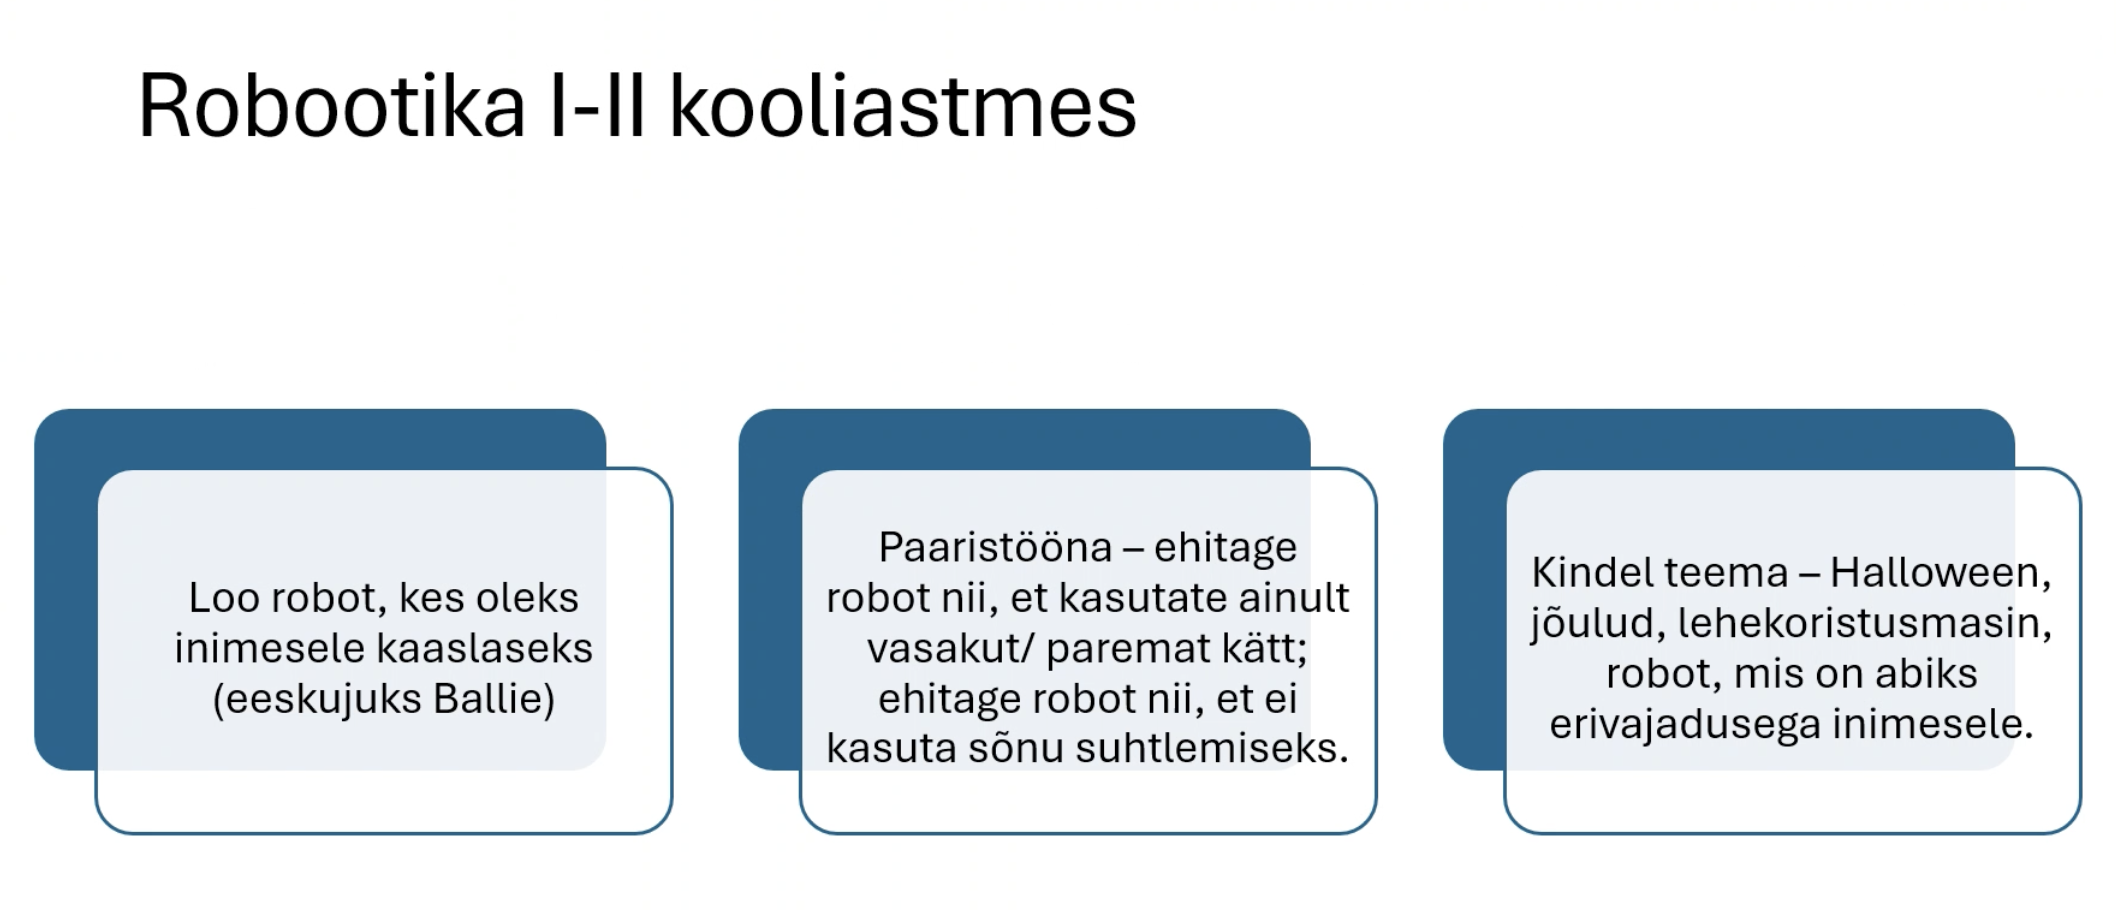 Robootika I-II kooliastmes
Loo robot, kes oleks
inimesele kaaslaseks
(eeskujuks Ballie)
Paaristööna – ehitage
robot nii, et kasutate ainult
vasakut/ paremat kätt;
ehitage robot nii, et ei
kasuta sõnu suhtlemiseks.
Kindel teema – Halloween,
jõulud, lehekoristusmasin,
robot, mis on abiks
erivajadusega inimesele.